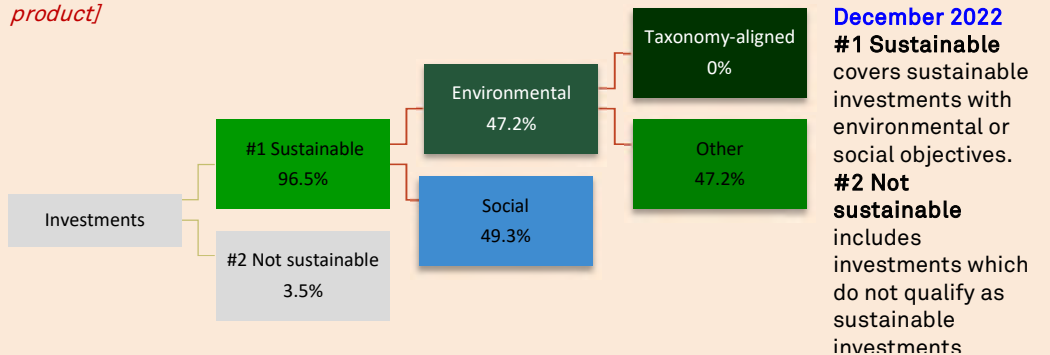 product]
Investments
#1 Sustainable
96.5%
#2 Not sustainable
3.5%
Environmental
47.2%
Social
49.3%
Taxonomy-aligned
0%
Other
47.2%
December 2022
#1 Sustainable
covers sustainable
investments with
environmental or
social objectives.
#2 Not
sustainable
includes
investments which
do not qualify as
sustainable
investments